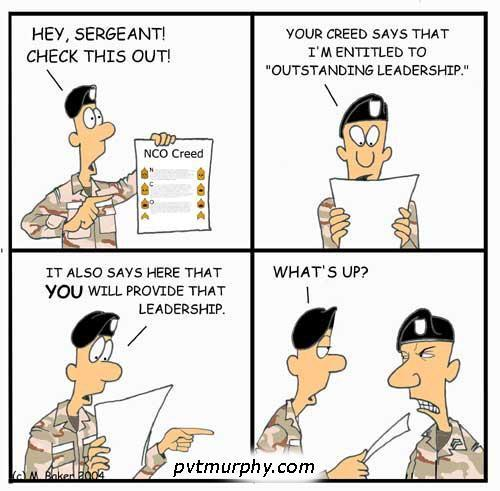 HEY, SERGEANT!
CHECK THIS OUT!
NCO Creed
N
C
O
YOUR CREED SAYS THAT
I'M ENTITLED TO
"OUTSTANDING LEADERSHIP."
IT ALSO SAYS HERE THAT
YOU WILL PROVIDE THAT
LEADERSHIP.
WHAT'S UP?
(c) M. Baker 2004
pvtmurphy.com